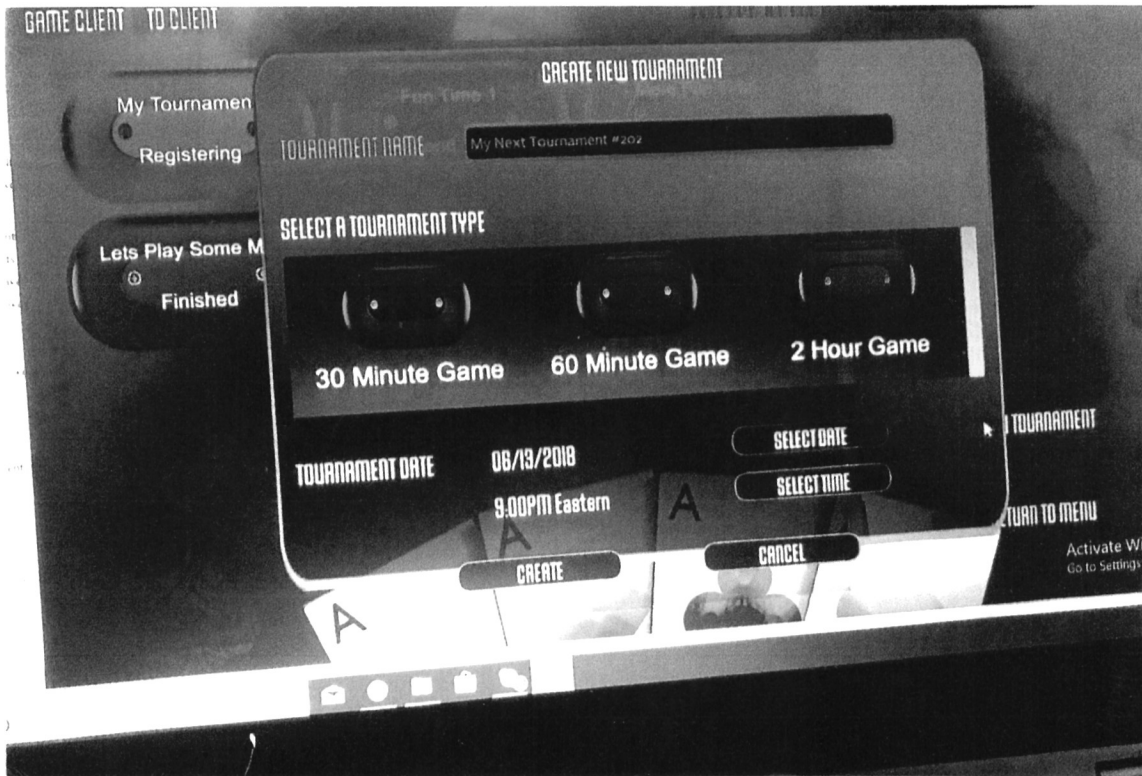 GAME CLIENT TD CLIENT
CREATE NEW TOURNAMENT
My Tournamen
Registering
Fun Time 1
TOURNAMENT NAME
My Next Tournament #202
Lets Play Some M
Finished
SELECT A TOURNAMENT TYPE
30 Minute Game
60 Minute Game
2 Hour Game
TOURNAMENT DATE
06/13/2018
SELECT DATE
9:00PM Eastern
SELECT TIME
CREATE
CANCEL
TOURNAMENT
TURN TO MENU
Activate Wi
Go to Settings
A
A
A